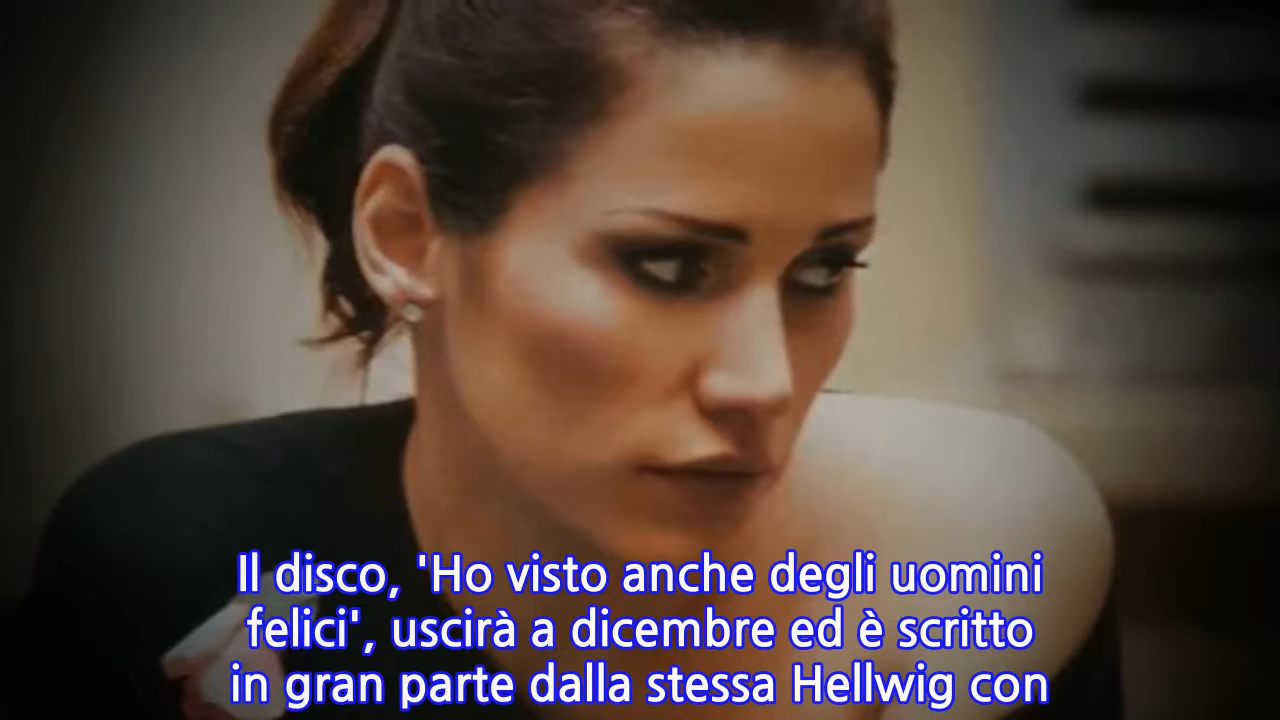 Il disco, 'Ho visto anche degli uomini
felici', uscirà a dicembre ed è scritto
in gran parte dalla stessa Hellwig con